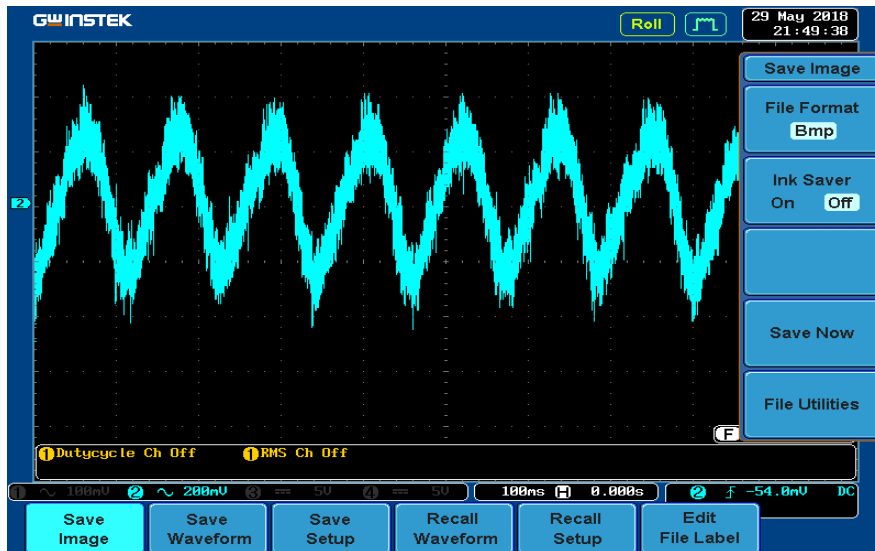 GWINSTEK
Roll
29 May 2018
21:49:38
Save Image
File Format
Bmp
Ink Saver
On Off
Save Now
File Utilities
2
F
1 Dutycycle Ch Off 1 RMS Ch Off
1 ~ 100mV 2 ~ 200mV 3 5V 4 5V 100ms H 0.000s 2 -54.0mV DC
Save Image
Save Waveform
Save Setup
Recall Waveform
Recall Setup
Edit File Label